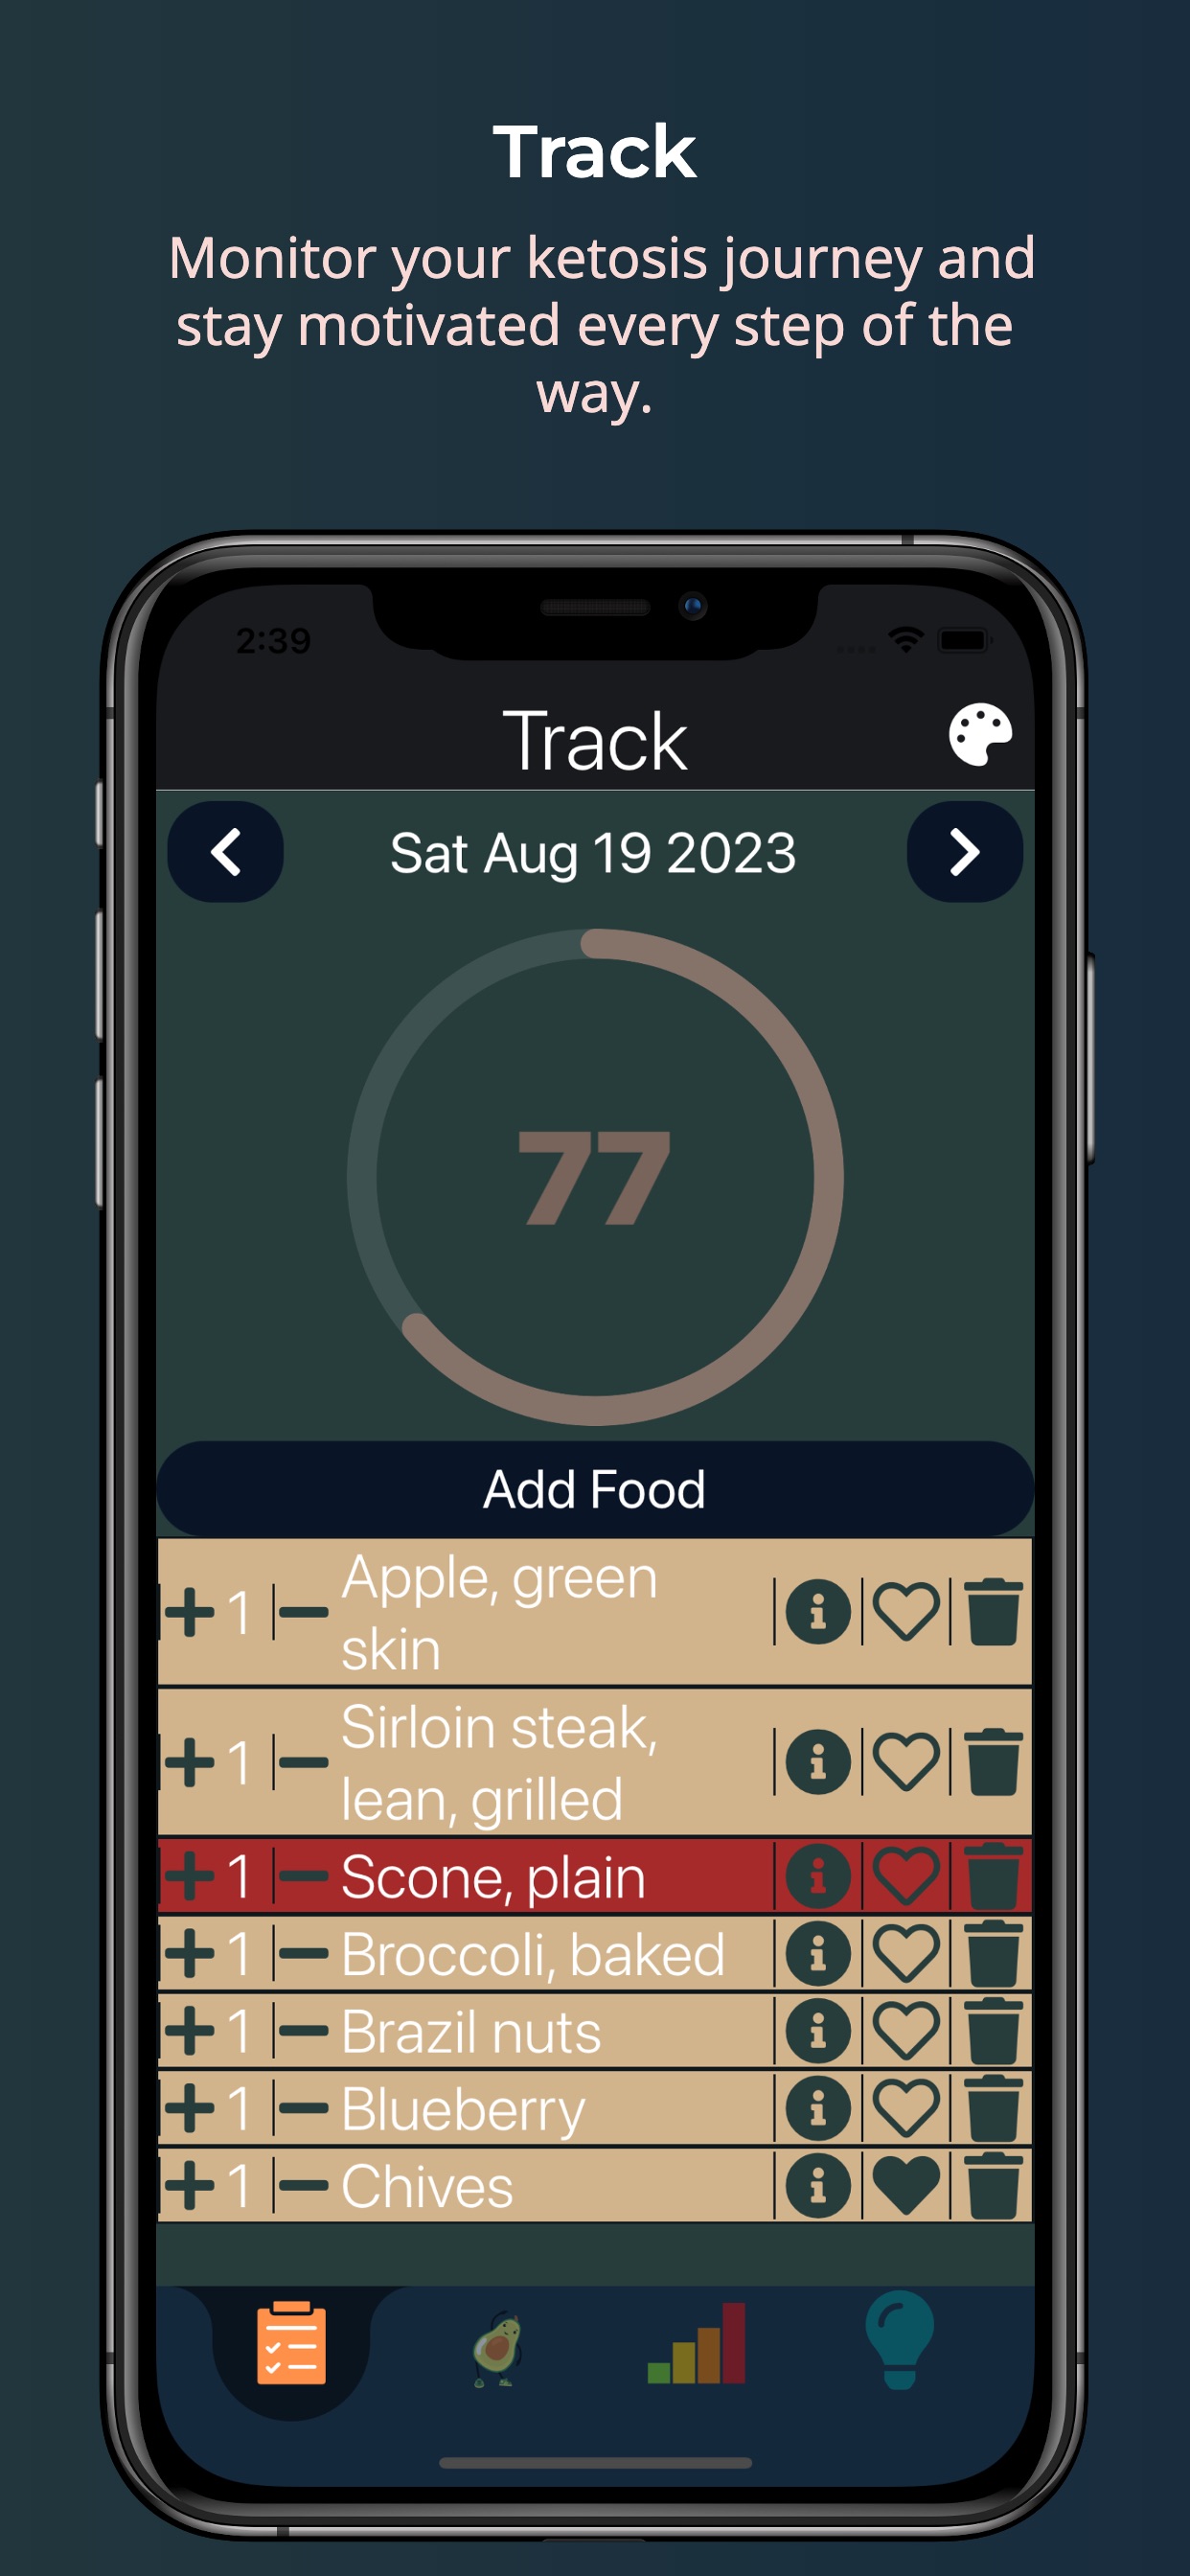 Track
Monitor your ketosis journey and
stay motivated every step of the
way.
2:39
Track
Sat Aug 19 2023
77
Add Food
1 Apple, green
skin
1 Sirloin steak,
lean, grilled
1 Scone, plain
1 Broccoli, baked
1 Brazil nuts
1 Blueberry
1 Chives